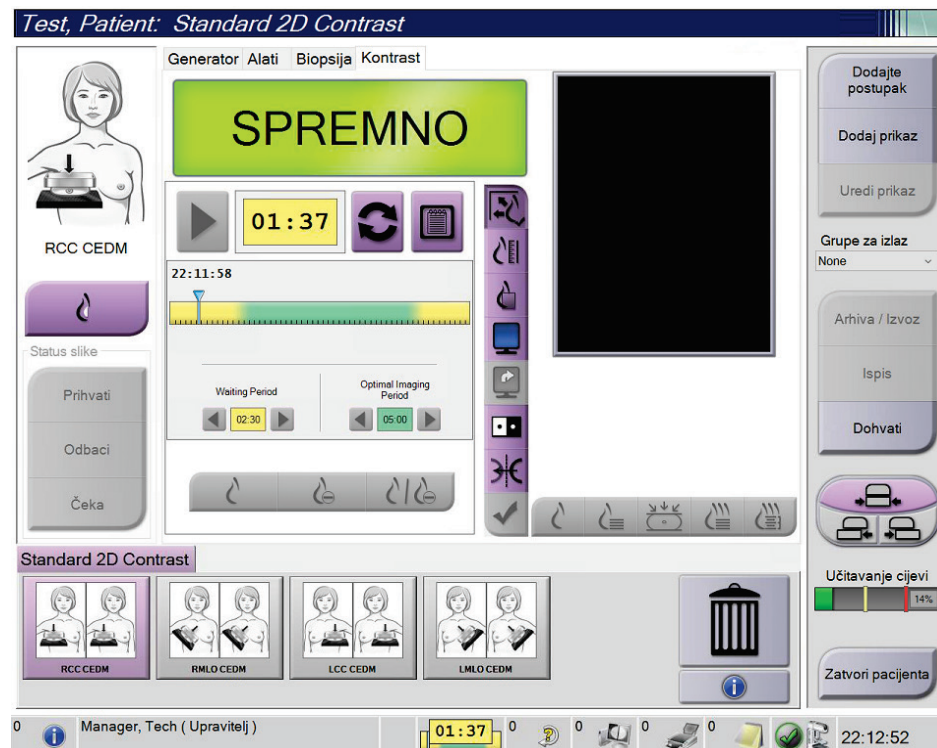 Test, Patient: Standard 2D Contrast
Generator Alati Biopsija Kontrast
SPREMNO
RCC CEDM
01:37
22:11:58
Waiting Period
02:30
Optimal Imaging
Period
05:00
Status slike
Prihvati
Odbaci
Čeka
Dodajte
postupak
Dodaj prikaz
Uredi prikaz
Grupe za izlaz
None
Arhiva / Izvoz
Ispis
Dohvati
Učitavanje cijevi
14%
Zatvori pacijenta
Standard 2D Contrast
RCC CEDM
RMLO CEDM
LCC CEDM
LMLO CEDM
0
Manager, Tech ( Upravitelj )
01:37
0
0
0
0
22:12:52